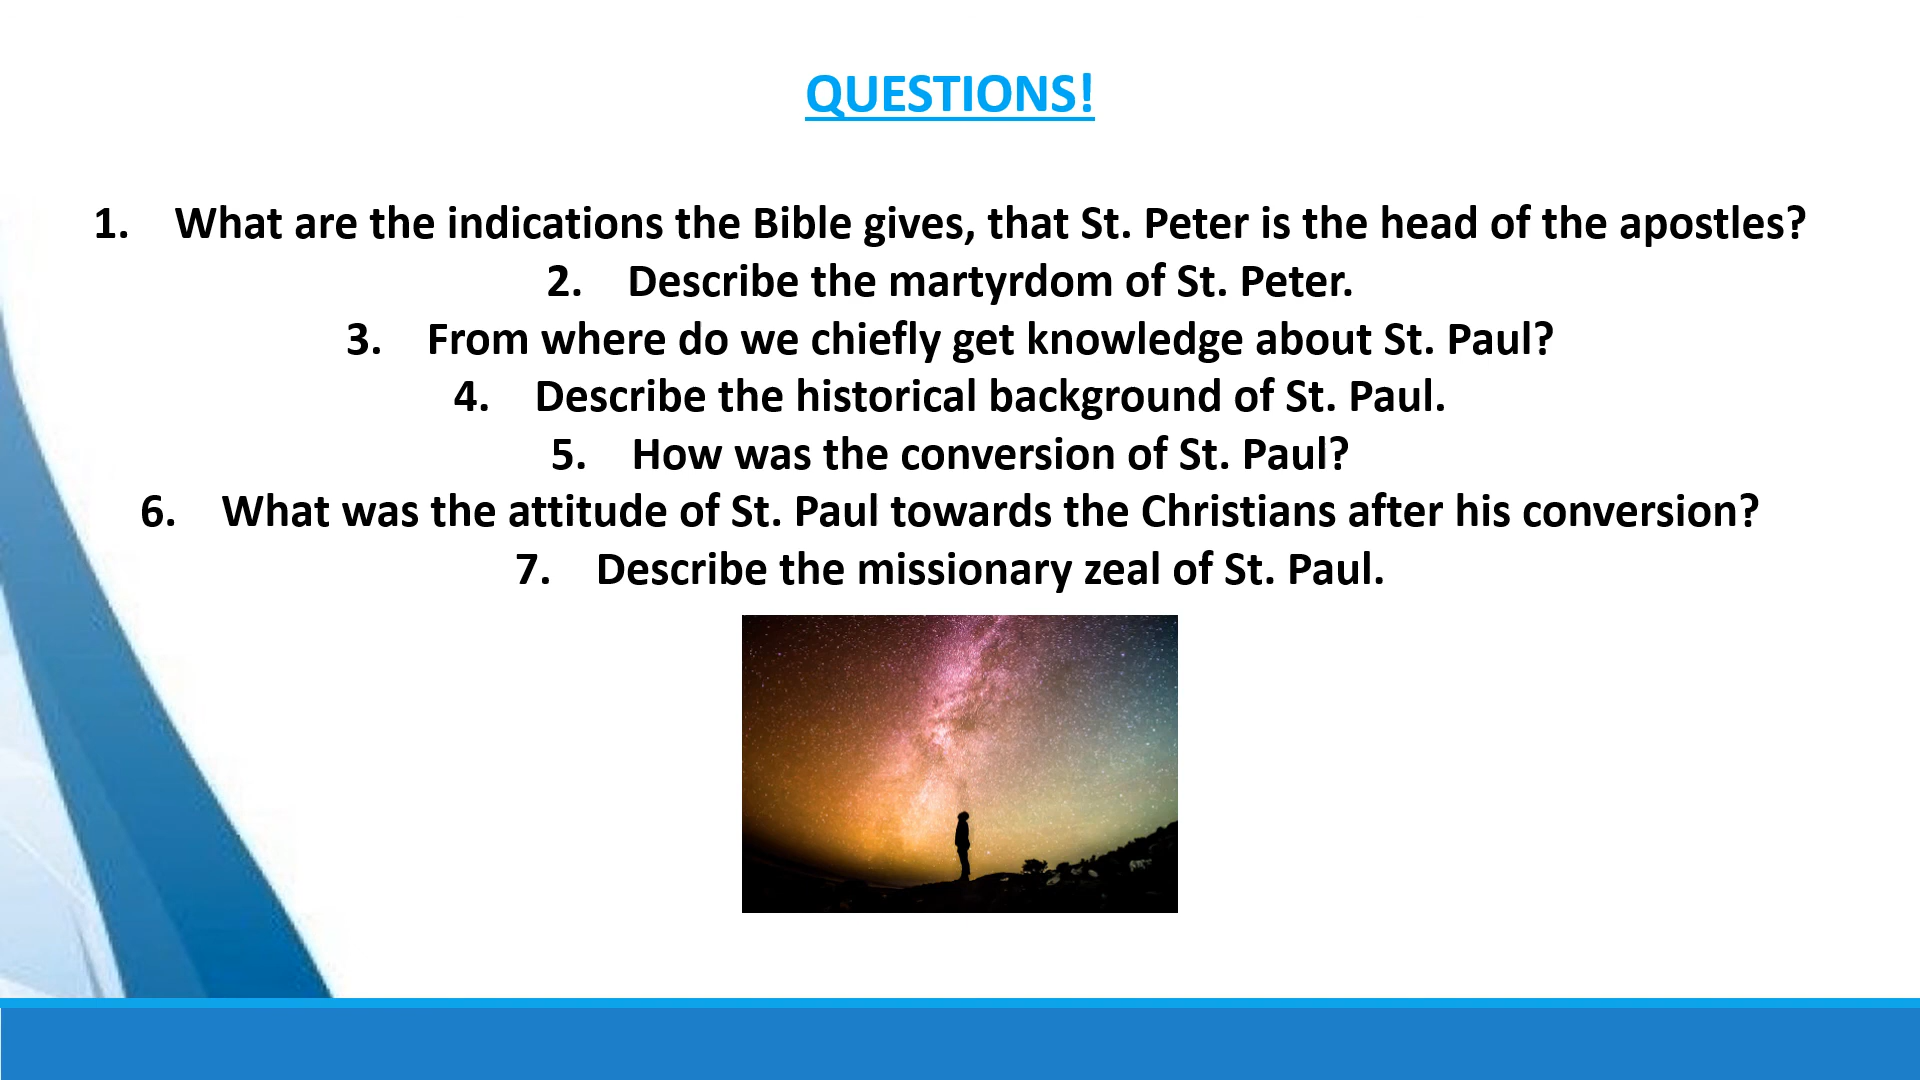 QUESTIONS!
1. What are the indications the Bible gives, that St. Peter is the head of the apostles?
2. Describe the martyrdom of St. Peter.
3. From where do we chiefly get knowledge about St. Paul?
4. Describe the historical background of St. Paul.
5. How was the conversion of St. Paul?
6. What was the attitude of St. Paul towards the Christians after his conversion?
7. Describe the missionary zeal of St. Paul.